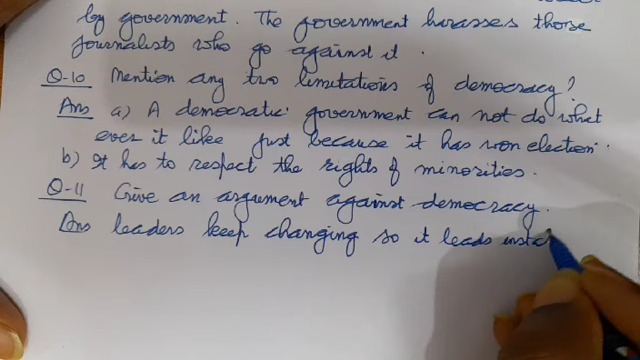 by government. The government harasses those
journalists who go against it.
Q-10 Mention any two limitations of democracy?
Ans a) A democratic government can not do what
ever it like just because it has won election.
b) It has to respect the rights of minorities.
Q-11 Give an argument against democracy.
Ans leaders keep changing so it leads insta